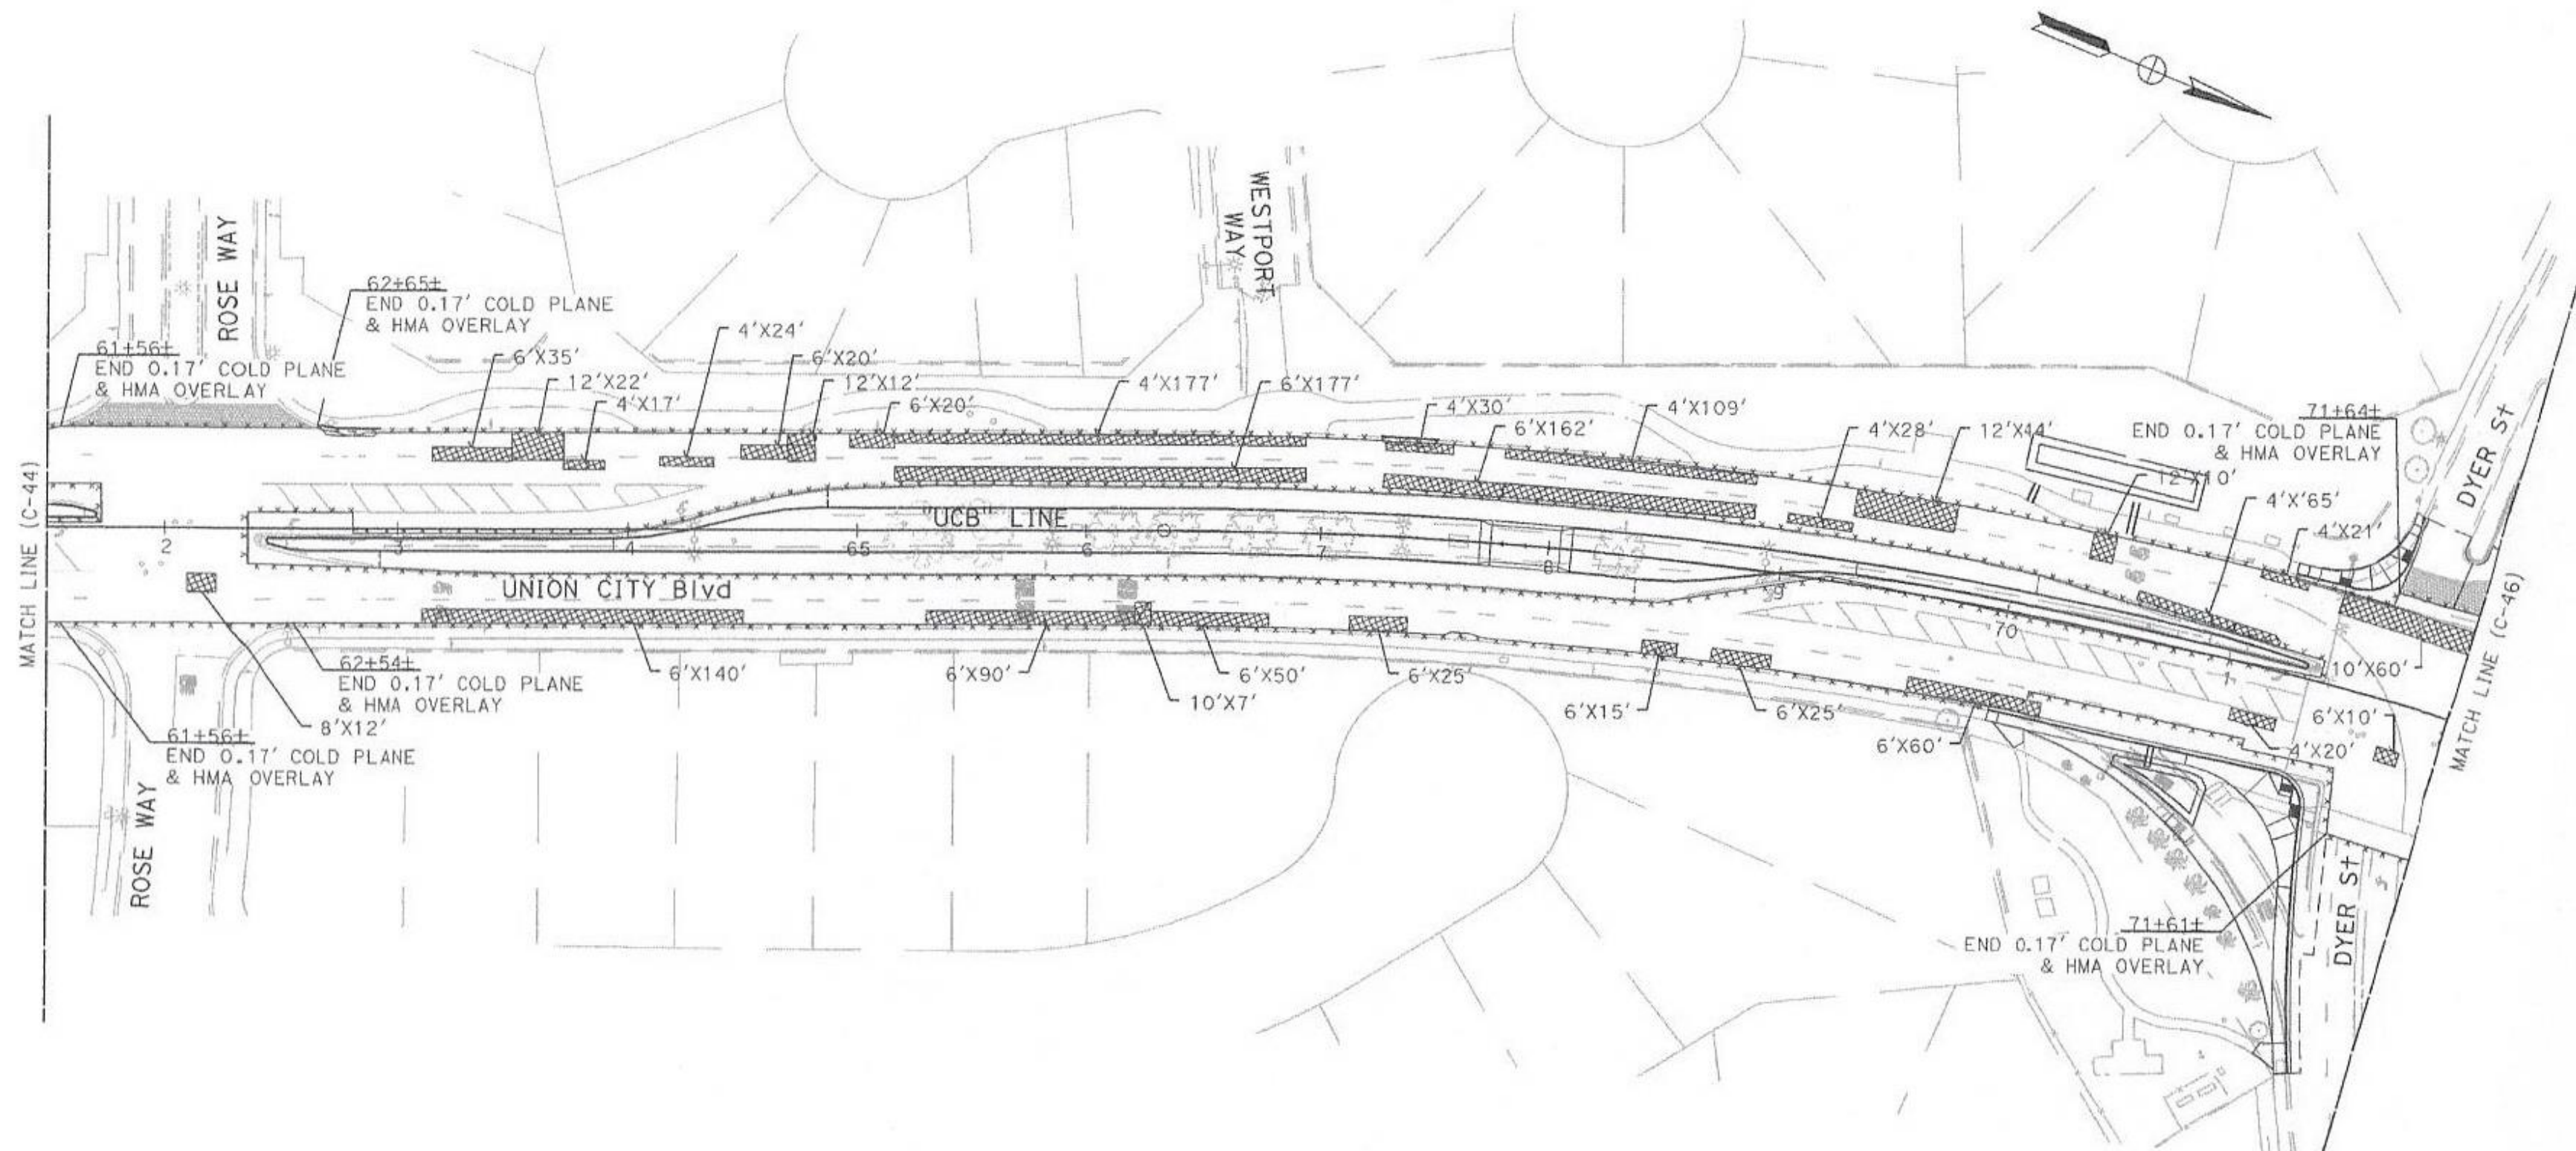 MATCH LINE (C-44)
ROSE WAY
62+65±
END 0.17' COLD PLANE
& HMA OVERLAY
61+56±
END 0.17' COLD PLANE
& HMA OVERLAY
6'X35'
12'X22'
4'X17'
4'X24'
6'X20'
12'X12'
6'X20'
4'X177'
6'X177'
WESTPORT
WAY
4'X30'
6'X162'
4'X109'
4'X28'
12'X44'
12'X10'
71+64±
END 0.17' COLD PLANE
& HMA OVERLAY
4'X'65'
4'X21'
DYER St
"UCB" LINE
2
3
4
65
6
7
8
9
70
1
UNION CITY Blvd
62+54±
END 0.17' COLD PLANE
& HMA OVERLAY
8'X12'
61+56±
END 0.17' COLD PLANE
& HMA OVERLAY
ROSE WAY
6'X140'
6'X90'
10'X7'
6'X50'
6'X25'
6'X15'
6'X25'
6'X60'
4'X20'
6'X10'
10'X60'
MATCH LINE (C-46)
71+61±
END 0.17' COLD PLANE
& HMA OVERLAY
DYER St